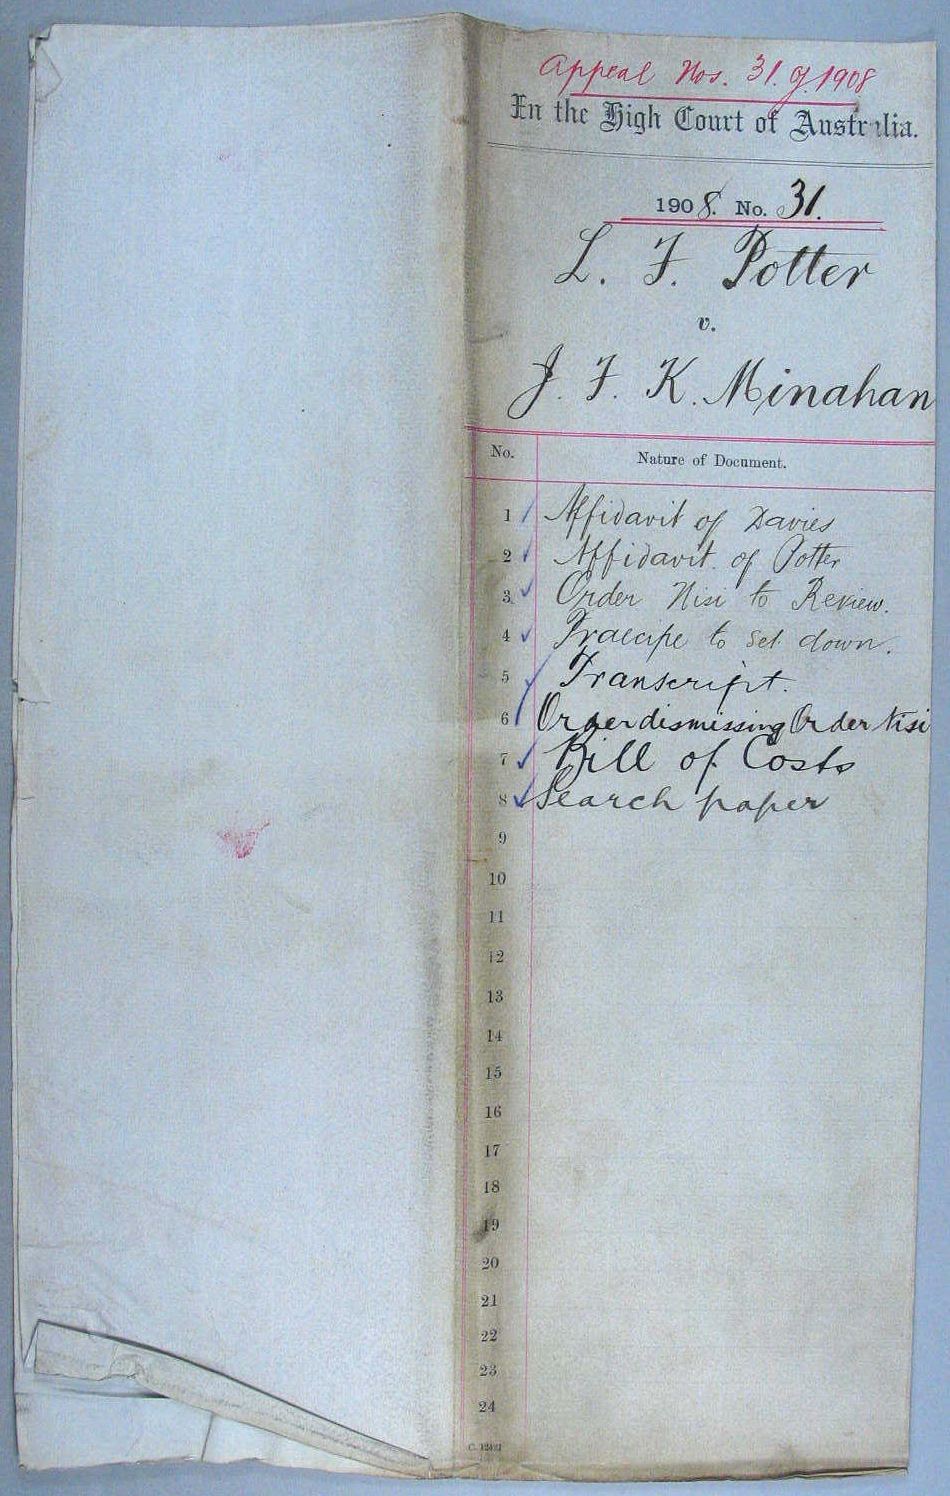 Appeal Nos. 31 of 1908
In the High Court of Australia.
1908. No. 31.
L. F. Potter
v.
J. F. K. Minahan
No. Nature of Document.
1 Affidavit of Davies
2 Affidavit of Potter
3 Order Nisi to Review.
4 Praecipe to set down.
5 Transcript.
6 Order dismissing Order Nisi
7 Bill of Costs
8 Search paper
9
10
11
12
13
14
15
16
17
18
19
20
21
22
23
24